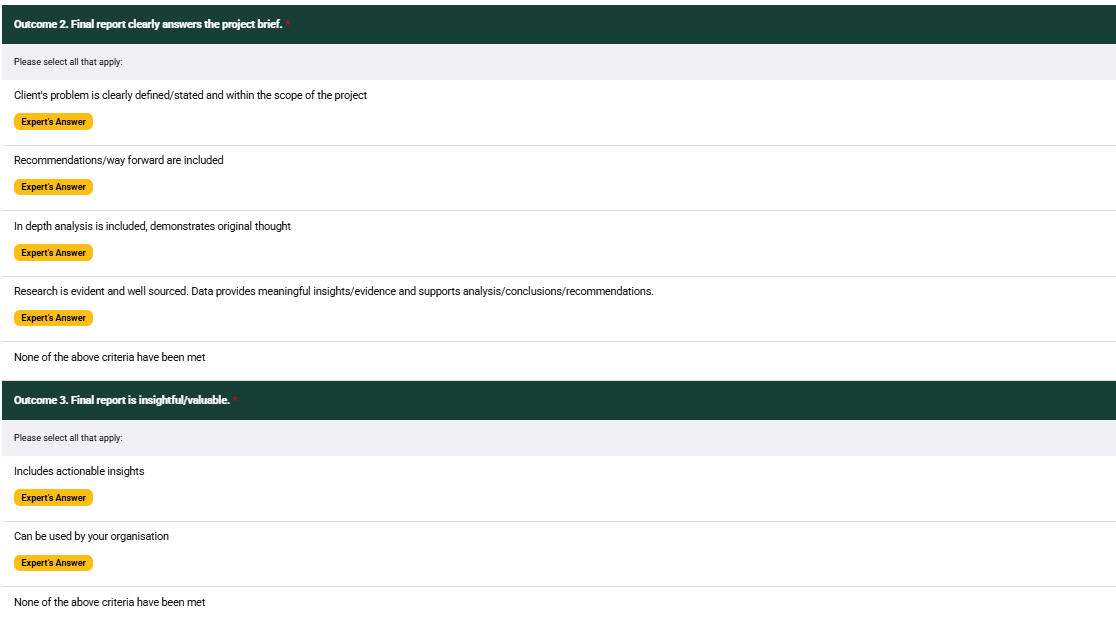 Outcome 2. Final report clearly answers the project brief. *
Please select all that apply:
Client's problem is clearly defined/stated and within the scope of the project
Expert's Answer
Recommendations/way forward are included
Expert's Answer
In depth analysis is included, demonstrates original thought
Expert's Answer
Research is evident and well sourced. Data provides meaningful insights/evidence and supports analysis/conclusions/recommendations.
Expert's Answer
None of the above criteria have been met
Outcome 3. Final report is insightful/valuable. *
Please select all that apply:
Includes actionable insights
Expert's Answer
Can be used by your organisation
Expert's Answer
None of the above criteria have been met